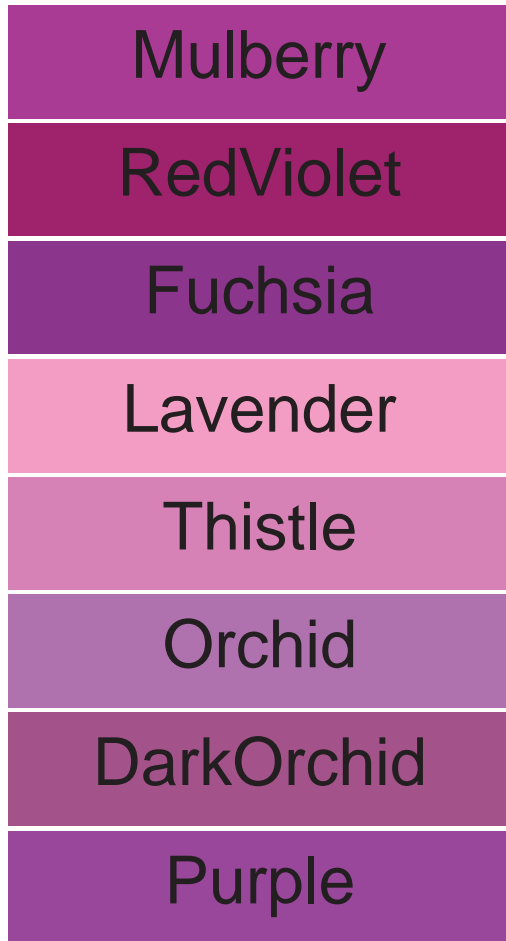 Mulberry
RedViolet
Fuchsia
Lavender
Thistle
Orchid
DarkOrchid
Purple